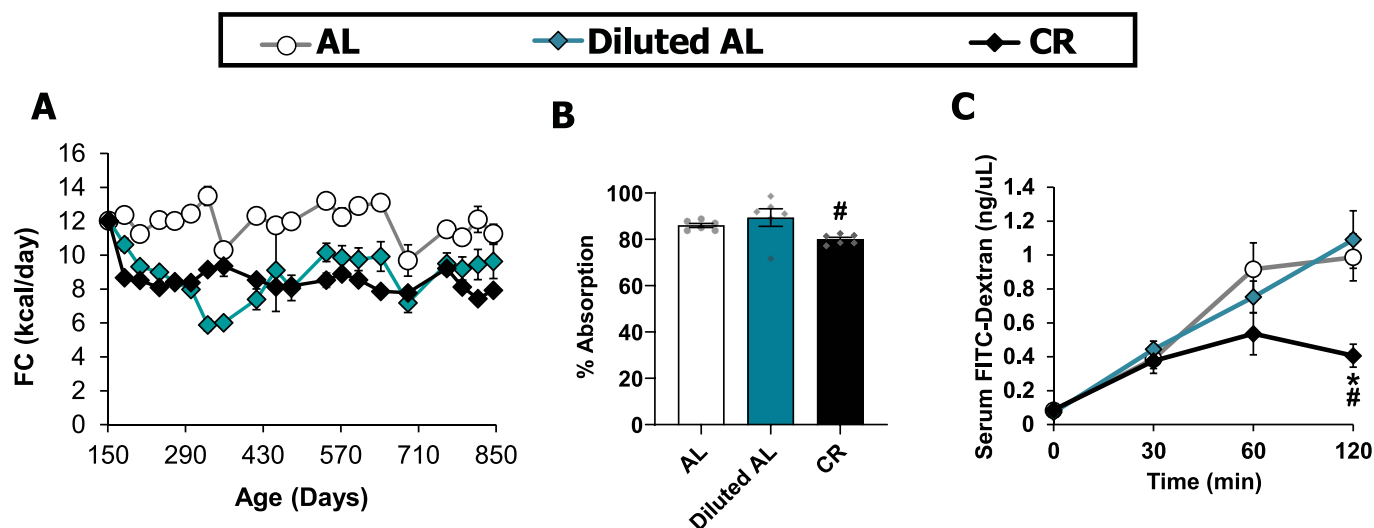 AL Diluted AL CR
A
FC (kcal/day)
16
14
12
10
8
6
4
2
0
150 290 430 570 710 850
Age (Days)
B
% Absorption
100
80
60
40
20
0
#
AL Diluted AL CR
C
Serum FITC-Dextran (ng/uL)
1.4
1.2
1
0.8
0.6
0.4
0.2
0
*
#
0 30 60 120
Time (min)